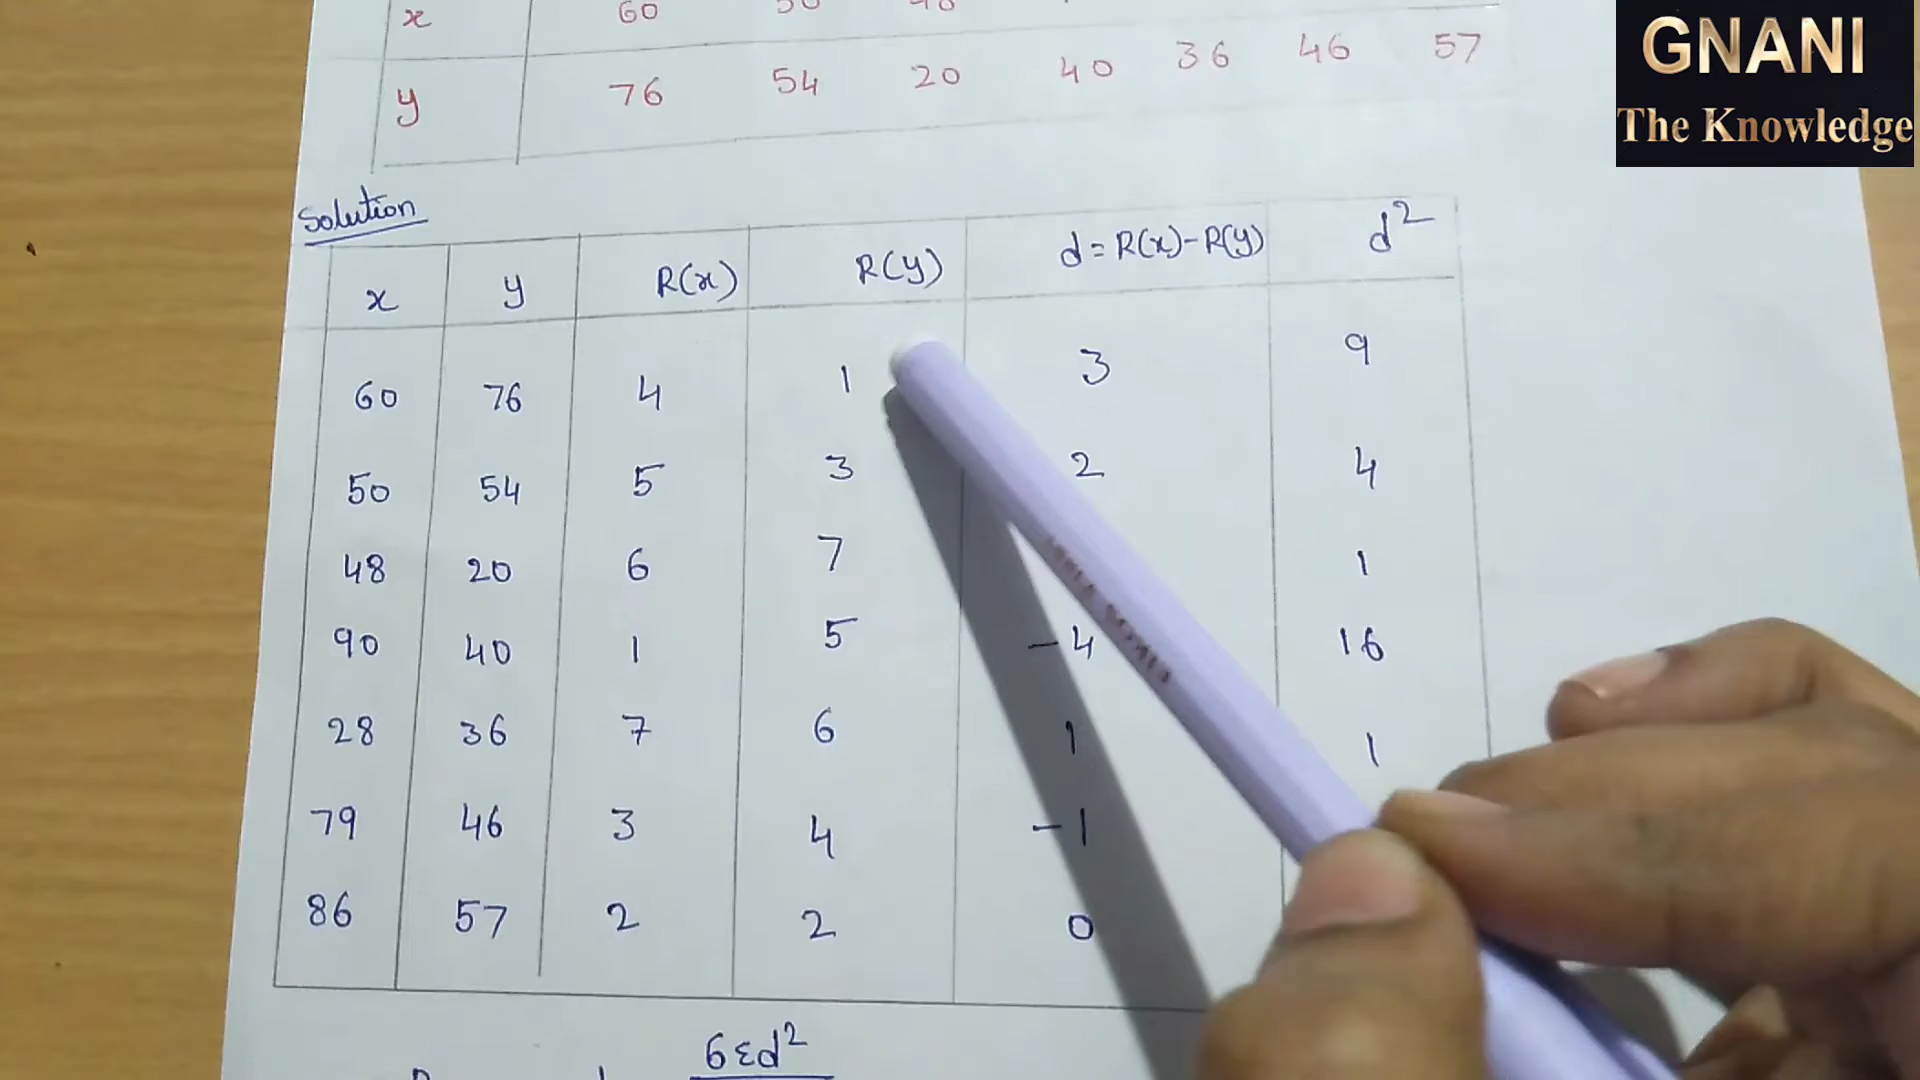 GNANI
The Knowledge
x 60 50 48
y 76 54 20 40 36 46 57
Solution
x y R(x) R(y) d = R(x) - R(y) d²
60 76 4 1 3 9
50 54 5 3 2 4
48 20 6 7 1
90 40 1 5 -4 16
28 36 7 6 1 1
79 46 3 4 -1
86 57 2 2 0
6Σd²